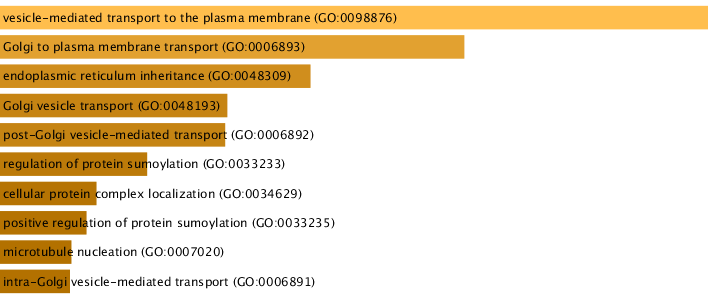 vesicle-mediated transport to the plasma membrane (GO:0098876)
Golgi to plasma membrane transport (GO:0006893)
endoplasmic reticulum inheritance (GO:0048309)
Golgi vesicle transport (GO:0048193)
post-Golgi vesicle-mediated transport (GO:0006892)
regulation of protein sumoylation (GO:0033233)
cellular protein complex localization (GO:0034629)
positive regulation of protein sumoylation (GO:0033235)
microtubule nucleation (GO:0007020)
intra-Golgi vesicle-mediated transport (GO:0006891)